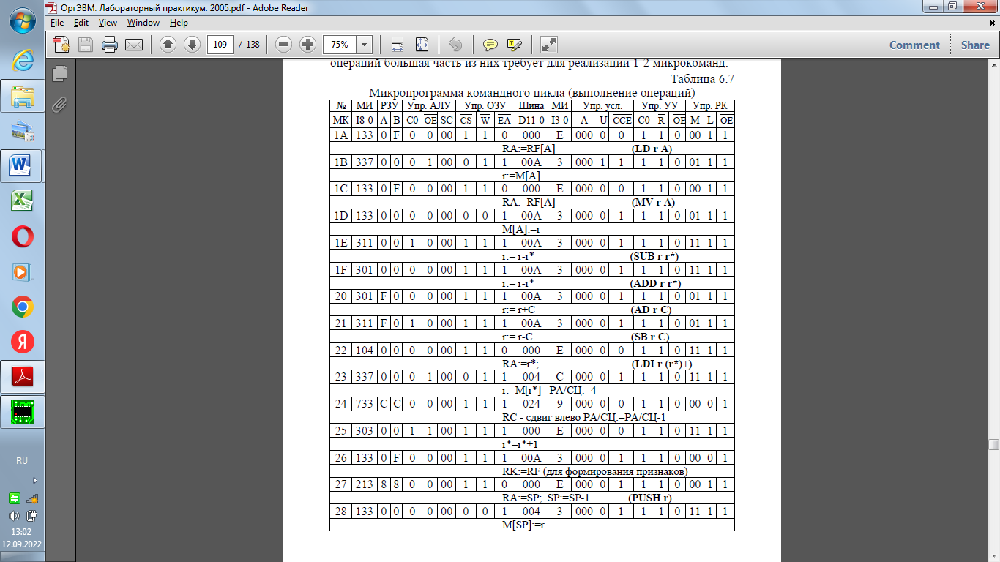 ОргЭВМ. Лабораторный практикум. 2005.pdf - Adobe Reader
File Edit View Window Help
109 / 138 75% Comment Share
операций большая часть из них требует для реализации 1-2 микрокоманд.
Таблица 6.7
Микропрограмма командного цикла (выполнение операций)
№ МИ РЗУ Упр. АЛУ Упр. ОЗУ Шина МИ Упр. усл. Упр. УУ Упр. РК
МК I8-0 A B C0 OE SC CS W EA D11-0 I3-0 A U CCE C0 R OE M L OE
1A 133 0 F 0 0 00 1 1 0 000 E 000 0 0 1 1 0 00 1 1
RA:=RF[A] (LD r A)
1B 337 0 0 0 1 00 0 1 1 00A 3 000 1 1 1 1 0 01 1 1
r:=M[A]
1C 133 0 F 0 0 00 1 1 0 000 E 000 0 0 1 1 0 00 1 1
RA:=RF[A] (MV r A)
1D 133 0 0 0 0 00 0 0 1 00A 3 000 0 1 1 1 0 01 1 1
M[A]:=r
1E 311 0 0 1 0 00 1 1 1 00A 3 000 0 1 1 1 0 11 1 1
r:= r-r* (SUB r r*)
1F 301 0 0 0 0 00 1 1 1 00A 3 000 0 1 1 1 0 11 1 1
r:= r-r* (ADD r r*)
20 301 F 0 0 0 00 1 1 1 00A 3 000 0 1 1 1 0 01 1 1
r:= r+C (AD r C)
21 311 F 0 1 0 00 1 1 1 00A 3 000 0 1 1 1 0 01 1 1
r:= r-C (SB r C)
22 104 0 0 0 0 00 1 1 0 000 E 000 0 0 1 1 0 11 1 1
RA:=r*; (LDI r (r*)+)
23 337 0 0 0 1 00 0 1 1 004 C 000 0 1 1 1 0 11 1 1
r:=M[r*] РА/СЦ:=4
24 733 C C 0 0 00 1 1 1 024 9 000 0 0 1 1 0 00 0 1
RC - сдвиг влево РА/СЦ:=РА/СЦ-1
25 303 0 0 1 1 00 1 1 1 000 E 000 0 0 1 1 0 11 1 1
r*=r*+1
26 133 0 F 0 0 00 1 1 1 00A 3 000 0 1 1 1 0 00 0 1
RK:=RF (для формирования признаков)
27 213 8 8 0 0 00 1 1 0 000 E 000 0 1 1 1 0 00 1 1
RA:=SP; SP:=SP-1 (PUSH r)
28 133 0 0 0 0 00 0 0 1 004 3 000 0 1 1 1 0 11 1 1
M[SP]:=r
RU
13:02
12.09.2022